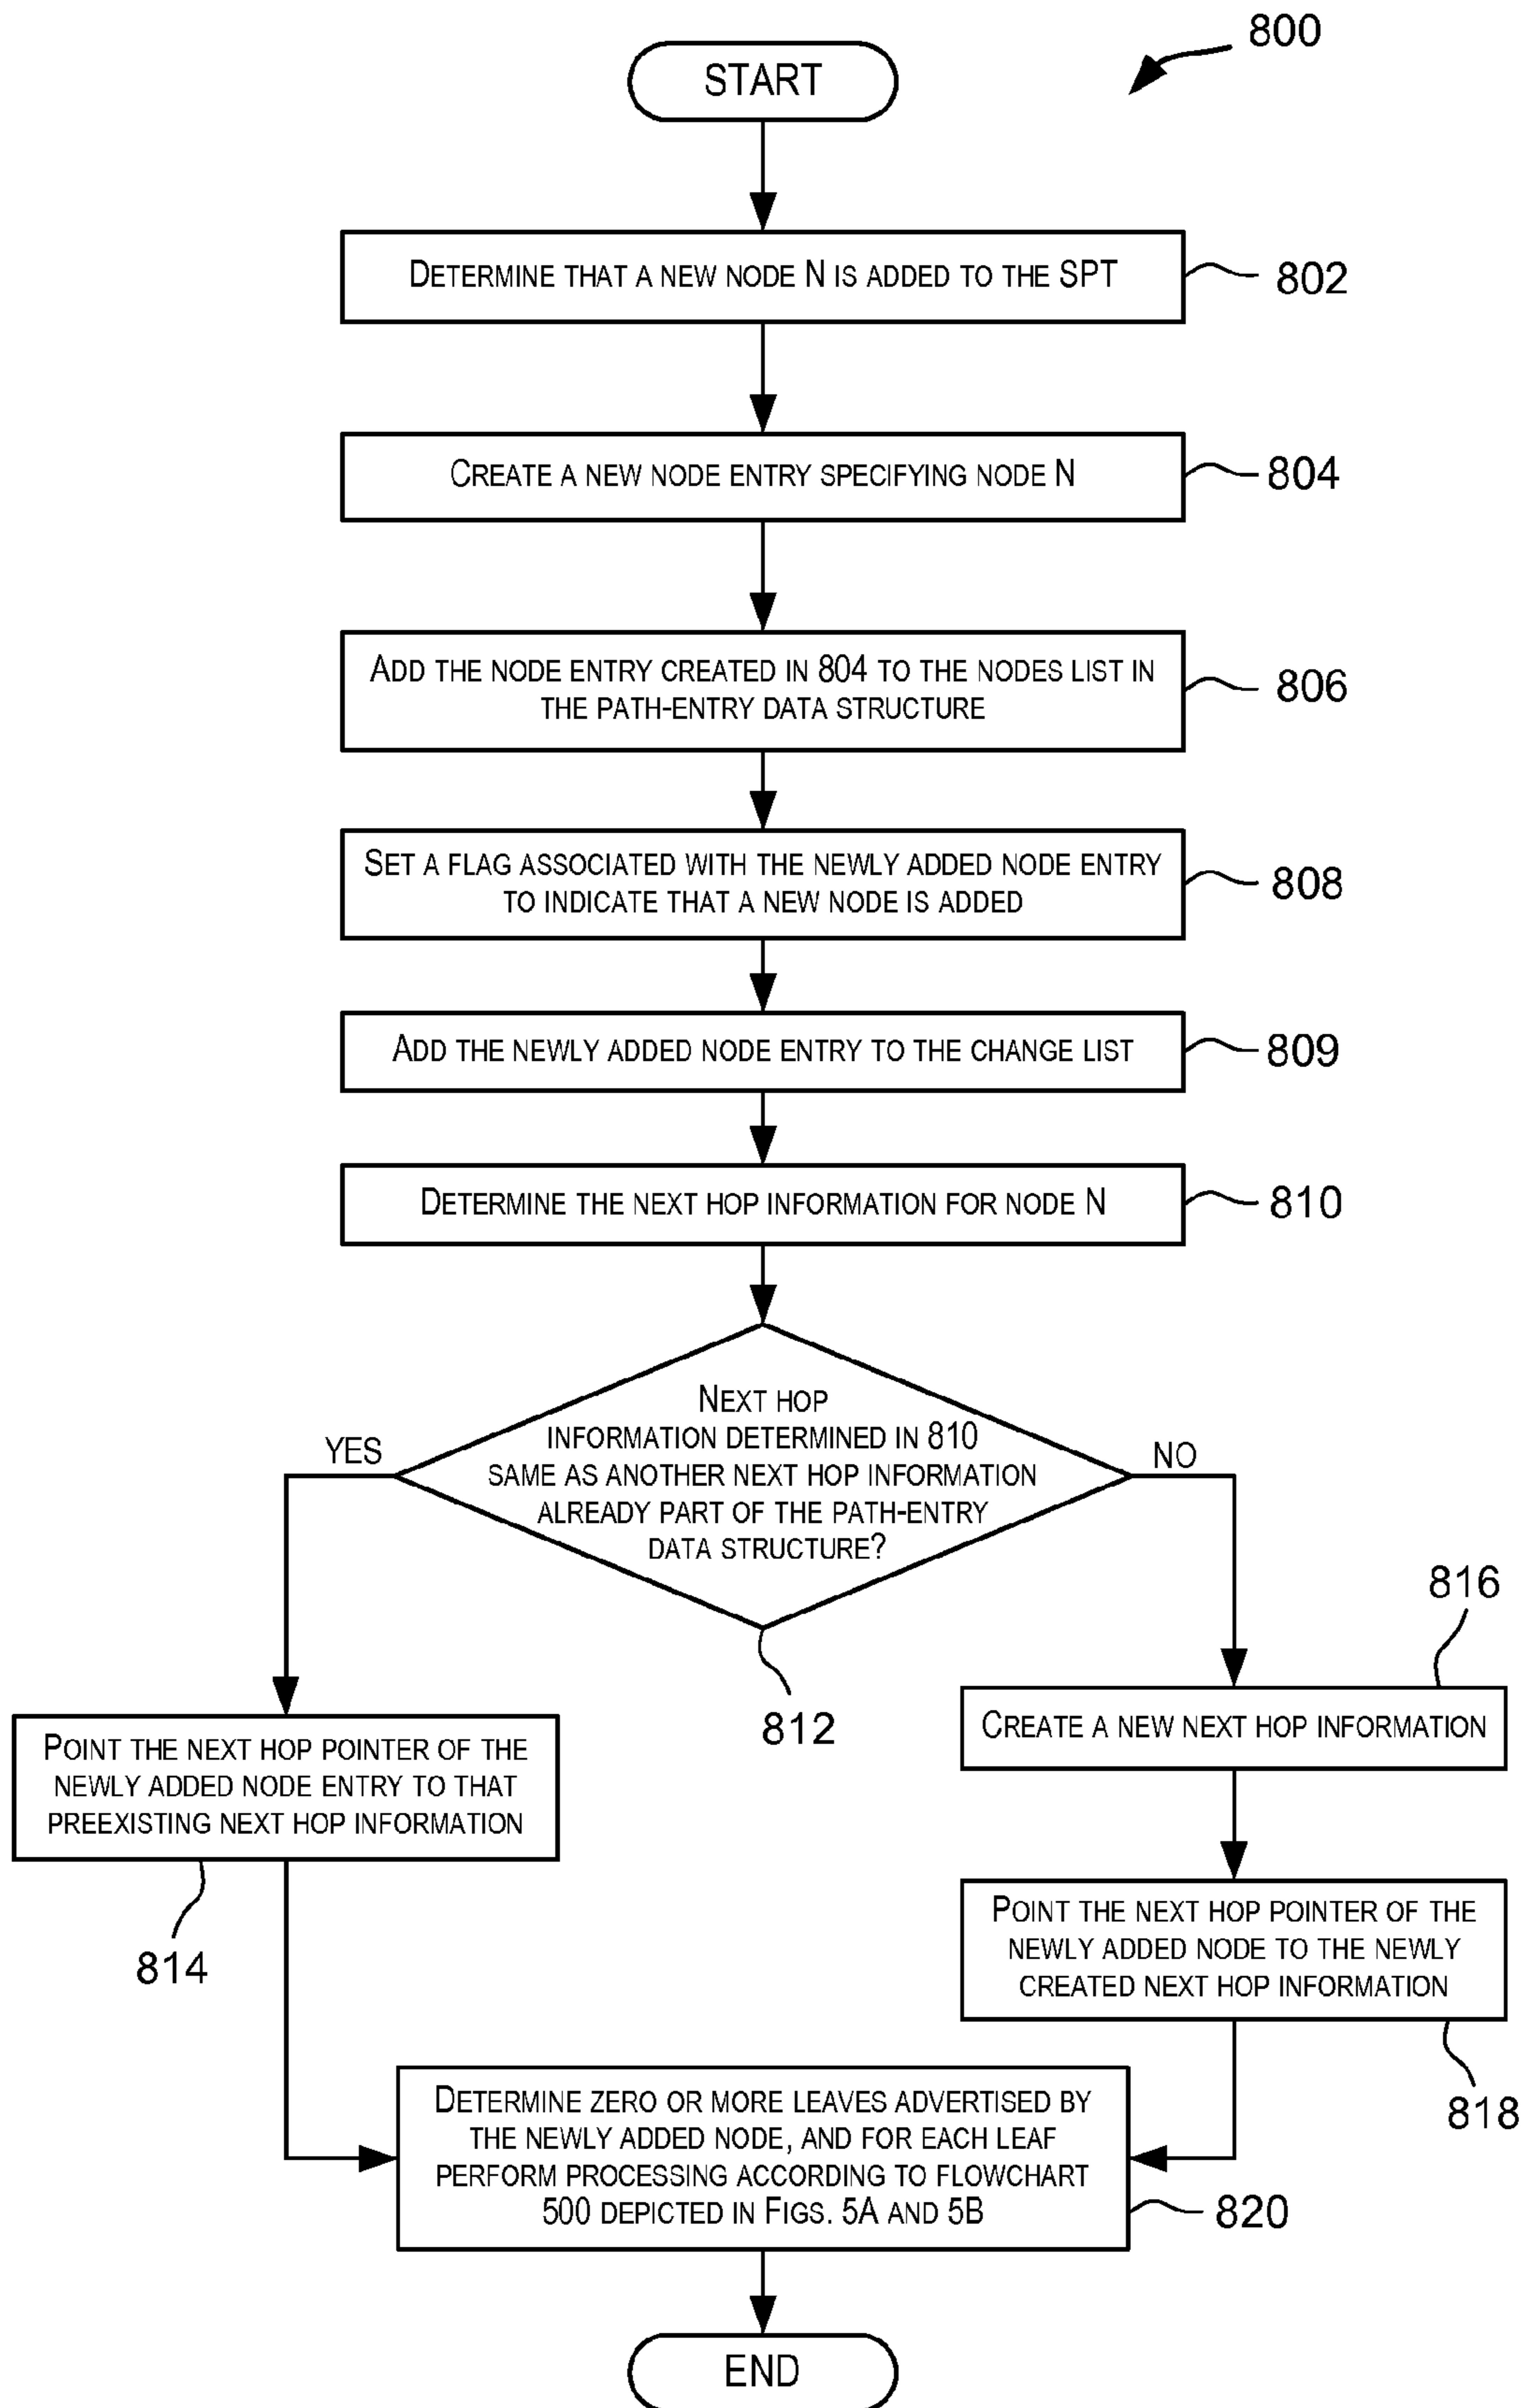 800
START
DETERMINE THAT A NEW NODE N IS ADDED TO THE SPT
802
CREATE A NEW NODE ENTRY SPECIFYING NODE N
804
ADD THE NODE ENTRY CREATED IN 804 TO THE NODES LIST IN
THE PATH-ENTRY DATA STRUCTURE
806
SET A FLAG ASSOCIATED WITH THE NEWLY ADDED NODE ENTRY
TO INDICATE THAT A NEW NODE IS ADDED
808
ADD THE NEWLY ADDED NODE ENTRY TO THE CHANGE LIST
809
DETERMINE THE NEXT HOP INFORMATION FOR NODE N
810
NEXT HOP
INFORMATION DETERMINED IN 810
SAME AS ANOTHER NEXT HOP INFORMATION
ALREADY PART OF THE PATH-ENTRY
DATA STRUCTURE?
YES
NO
812
816
POINT THE NEXT HOP POINTER OF THE
NEWLY ADDED NODE ENTRY TO THAT
PREEXISTING NEXT HOP INFORMATION
814
CREATE A NEW NEXT HOP INFORMATION
POINT THE NEXT HOP POINTER OF THE
NEWLY ADDED NODE TO THE NEWLY
CREATED NEXT HOP INFORMATION
818
DETERMINE ZERO OR MORE LEAVES ADVERTISED BY
THE NEWLY ADDED NODE, AND FOR EACH LEAF
PERFORM PROCESSING ACCORDING TO FLOWCHART
500 DEPICTED IN FIGS. 5A AND 5B
820
END